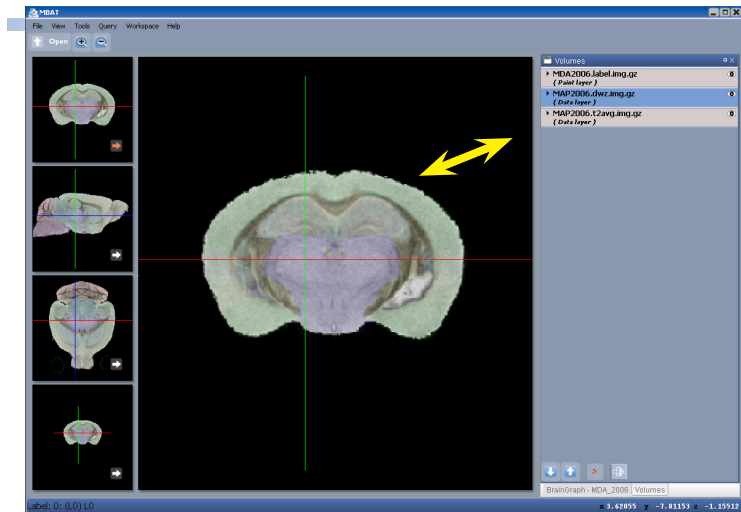 MBAT
File View Tools Query Workspace Help
Open
Volumes
MDA2006.label.img.gz
( Paint layer )
MAP2006.dwz.img.gz
( Data layer )
MAP2006.t2avg.img.gz
( Data layer )
BrainGraph - MDA_2006 Volumes
Label: 0: (L0) L0
x 3.62055 y -7.81153 z -1.15512